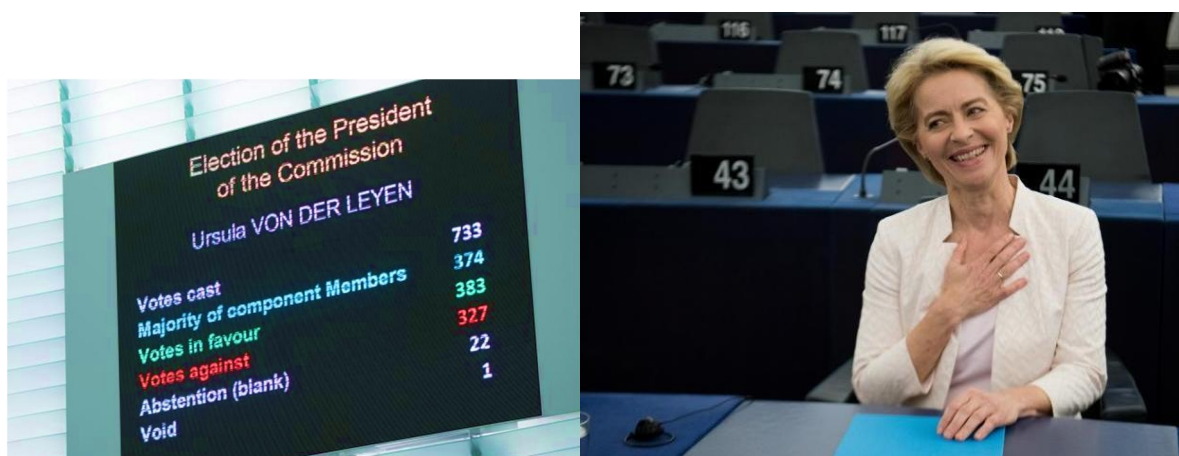 Election of the President
of the Commission
Ursula VON DER LEYEN
Votes cast 733
Majority of component Members 374
Votes in favour 383
Votes against 327
Abstention (blank) 22
Void 1
116 117
73 74 75
43 44